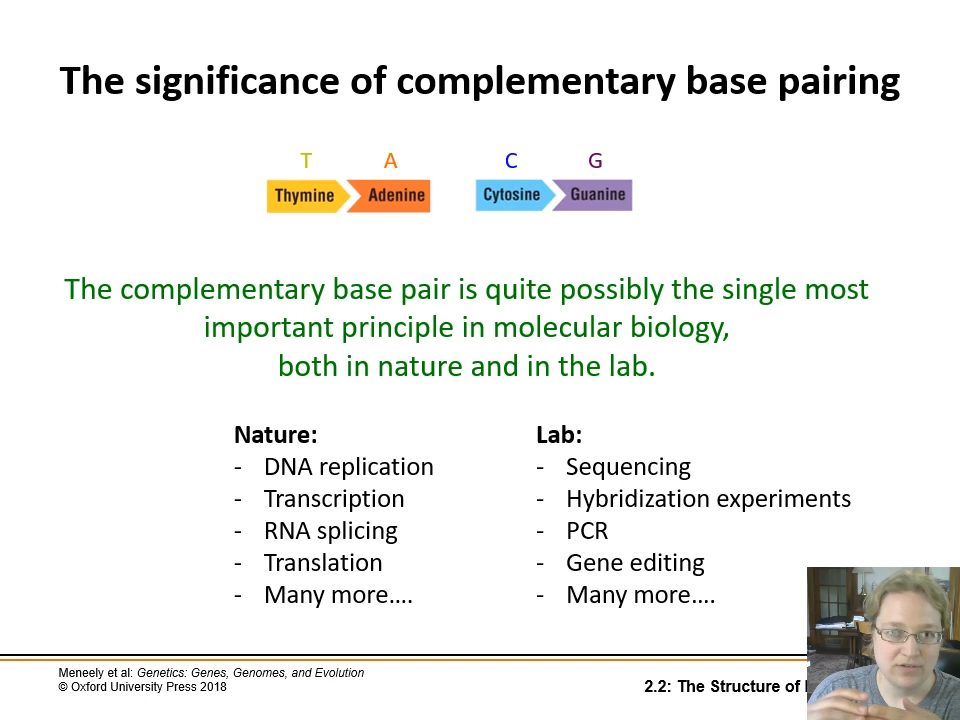 The significance of complementary base pairing
T A C G
Thymine Adenine Cytosine Guanine
The complementary base pair is quite possibly the single most
important principle in molecular biology,
both in nature and in the lab.
Nature:
- DNA replication
- Transcription
- RNA splicing
- Translation
- Many more....
Lab:
- Sequencing
- Hybridization experiments
- PCR
- Gene editing
- Many more....
Meneely et al: Genetics: Genes, Genomes, and Evolution
© Oxford University Press 2018
2.2: The Structure of